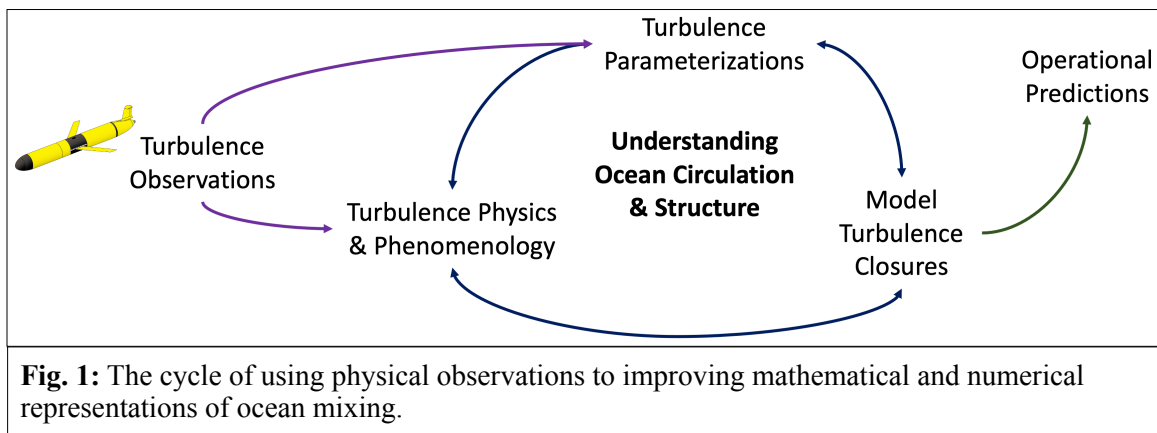 Turbulence
Parameterizations
Operational
Predictions
Turbulence
Observations
Understanding
Ocean Circulation
& Structure
Turbulence Physics
& Phenomenology
Model
Turbulence
Closures
Fig. 1: The cycle of using physical observations to improving mathematical and numerical
representations of ocean mixing.